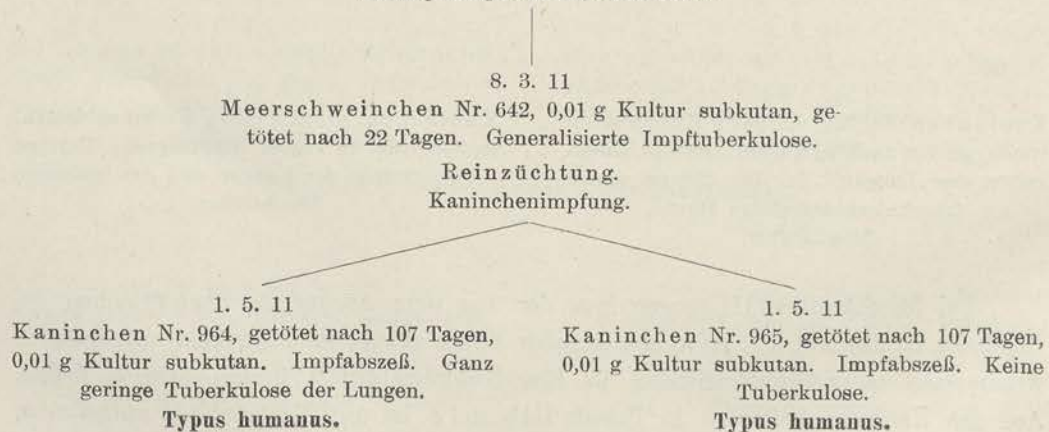 8. 3. 11
Meerschweinchen Nr. 642, 0,01 g Kultur subkutan, ge-
tötet nach 22 Tagen. Generalisierte Impftuberkulose.
Reinzüchtung.
Kaninchenimpfung.
1. 5. 11
Kaninchen Nr. 964, getötet nach 107 Tagen,
0,01 g Kultur subkutan. Impfabszeß. Ganz
geringe Tuberkulose der Lungen.
Typus humanus.
1. 5. 11
Kaninchen Nr. 965, getötet nach 107 Tagen,
0,01 g Kultur subkutan. Impfabszeß. Keine
Tuberkulose.
Typus humanus.